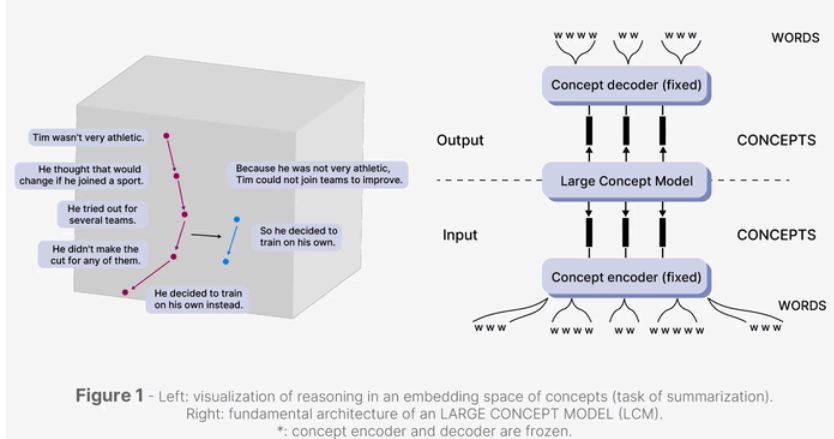 Tim wasn't very athletic.
He thought that would
change if he joined a sport.
He tried out for
several teams.
He didn't make the
cut for any of them.
He decided to train
on his own instead.
Because he was not very athletic,
Tim could not join teams to improve.
So he decided to
train on his own.
w w w w w w w w w WORDS
Concept decoder (fixed)
Output CONCEPTS
Large Concept Model
Input CONCEPTS
Concept encoder (fixed)
WORDS
w w w w w w w w w w w w w w w w w
Figure 1 - Left: visualization of reasoning in an embedding space of concepts (task of summarization).
Right: fundamental architecture of an LARGE CONCEPT MODEL (LCM).
*: concept encoder and decoder are frozen.